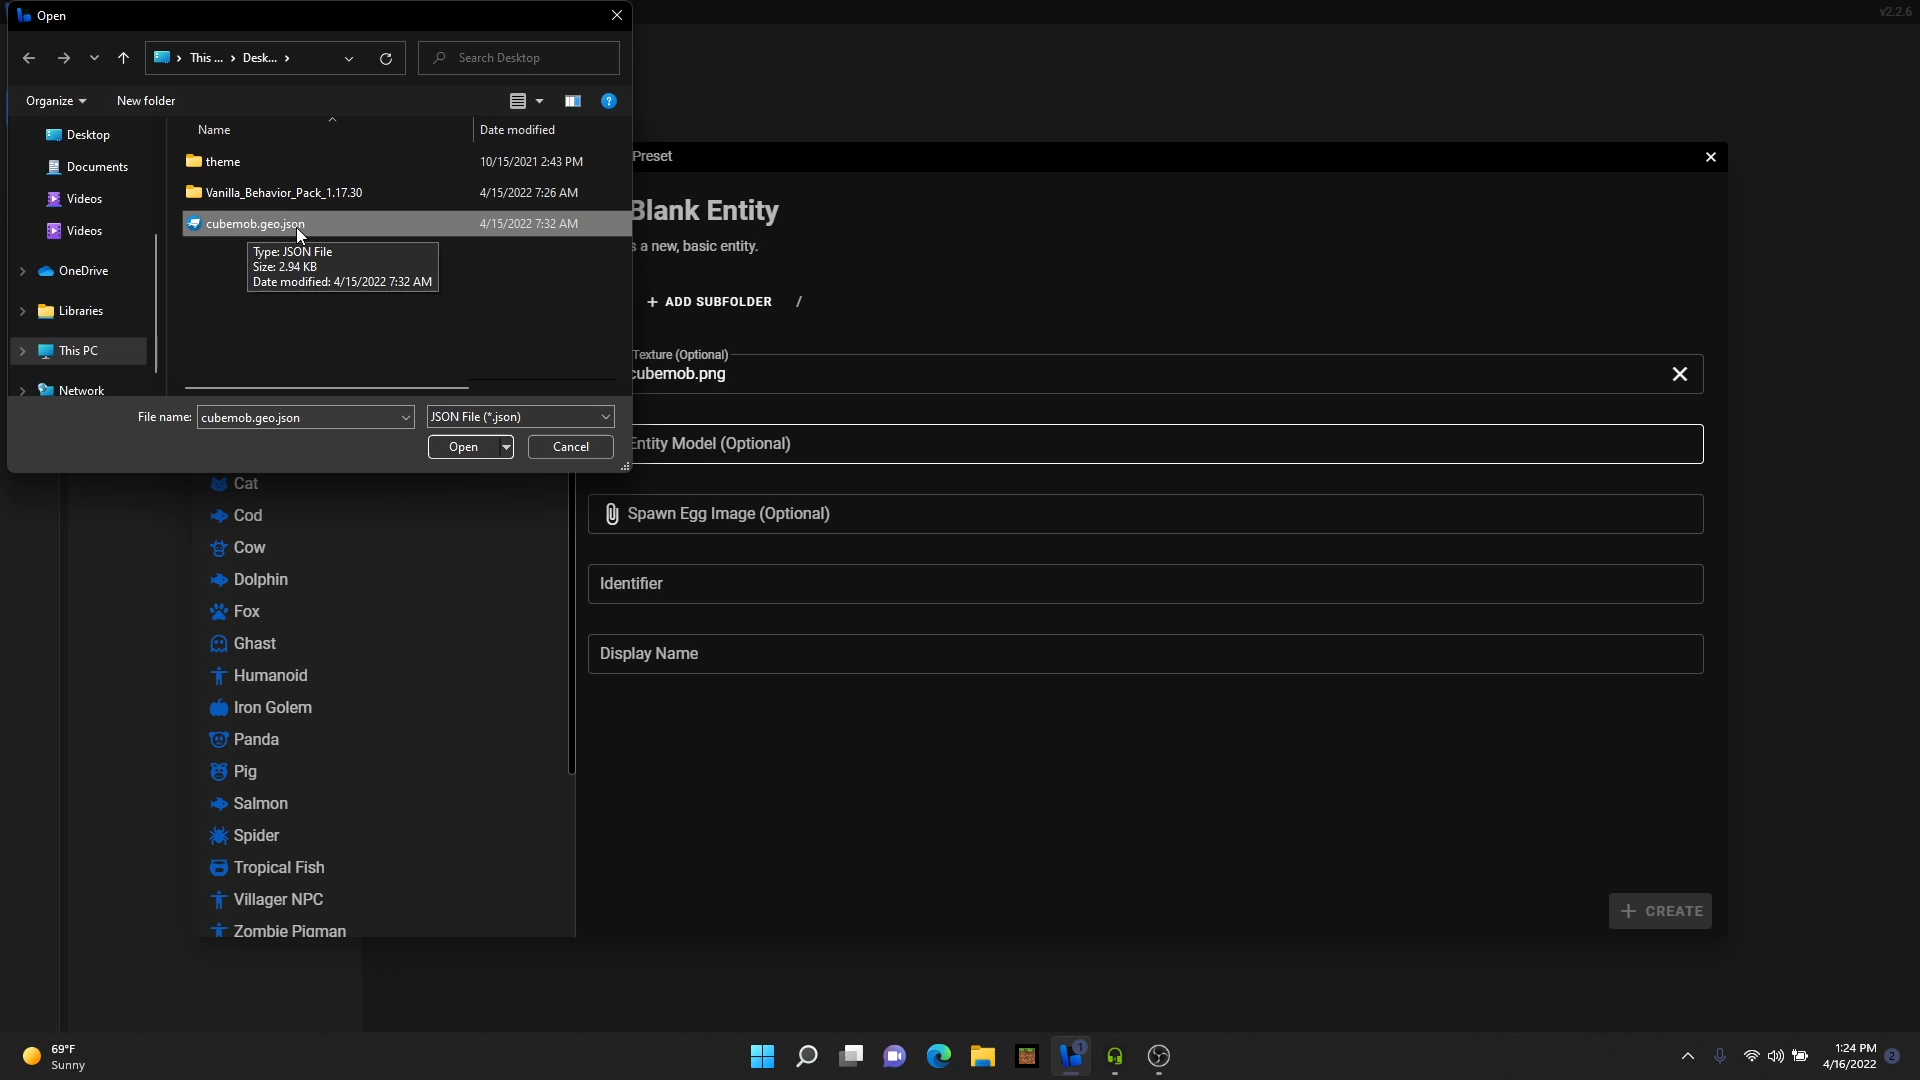 Open
v2.2.6
This ... > Desk... >
Search Desktop
Organize
New folder
Name
Date modified
Desktop
Documents
Videos
Videos
OneDrive
Libraries
This PC
Network
theme 10/15/2021 2:43 PM
Vanilla_Behavior_Pack_1.17.30 4/15/2022 7:26 AM
cubemob.geo.json 4/15/2022 7:32 AM
Type: JSON File
Size: 2.94 KB
Date modified: 4/15/2022 7:32 AM
File name: cubemob.geo.json
JSON File (*.json)
Open
Cancel
Preset
Blank Entity
s a new, basic entity.
+ ADD SUBFOLDER /
Texture (Optional)
cubemob.png
Entity Model (Optional)
Spawn Egg Image (Optional)
Identifier
Display Name
+ CREATE
Cat
Cod
Cow
Dolphin
Fox
Ghast
Humanoid
Iron Golem
Panda
Pig
Salmon
Spider
Tropical Fish
Villager NPC
Zombie Pigman
69°F
Sunny
1
1:24 PM
4/16/2022
2